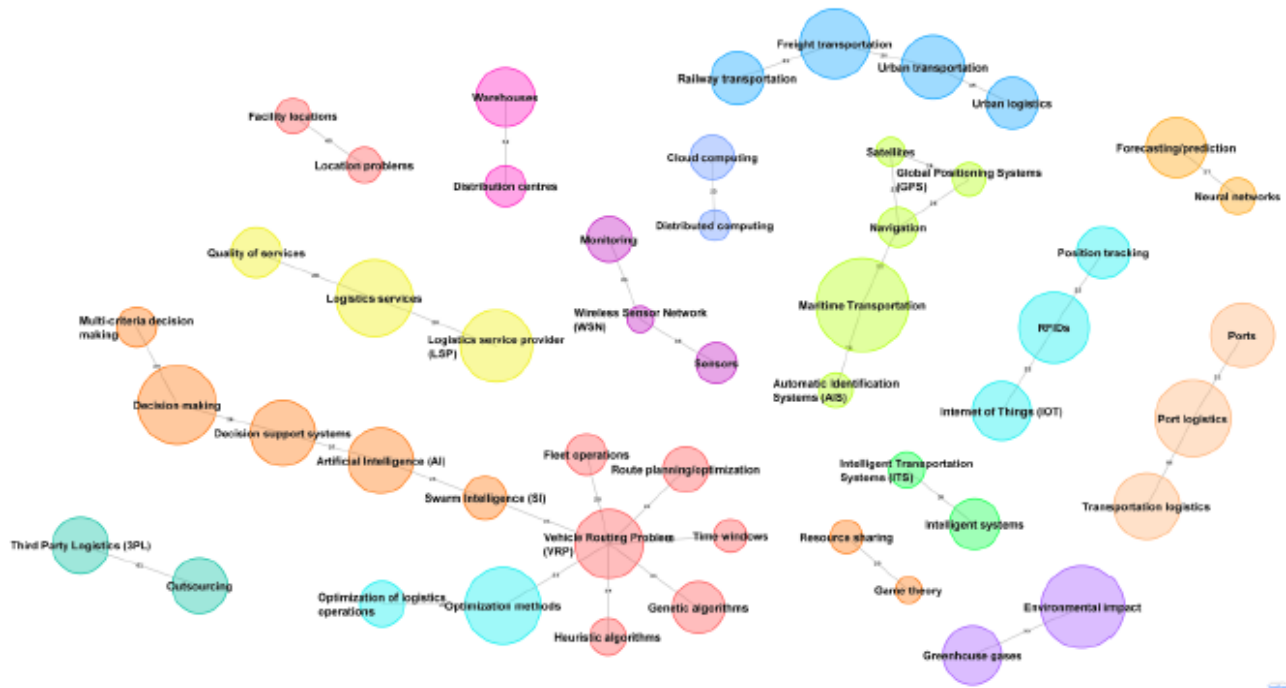 Freight transportation
Urban transportation
Railway transportation
Urban logistics
Warehouses
Facility locations
Location problems
Distribution centres
Cloud computing
Distributed computing
Satellites
Global Positioning Systems
(GPS)
Navigation
Forecasting/prediction
Neural networks
Monitoring
Wireless Sensor Network
(WSN)
Sensors
Quality of services
Logistics services
Logistics service provider
(LSP)
Maritime Transportation
Automatic Identification
Systems (AIS)
Position tracking
RFIDs
Internet of Things (IOT)
Ports
Port logistics
Transportation logistics
Multi-criteria decision
making
Decision making
Decision support systems
Artificial Intelligence (AI)
Swarm Intelligence (SI)
Fleet operations
Route planning/optimization
Vehicle Routing Problem
(VRP)
Time windows
Genetic algorithms
Heuristic algorithms
Optimization methods
Optimization of logistics
operations
Intelligent Transportation
Systems (ITS)
Intelligent systems
Resource sharing
Game theory
Third Party Logistics (3PL)
Outsourcing
Environmental impact
Greenhouse gases